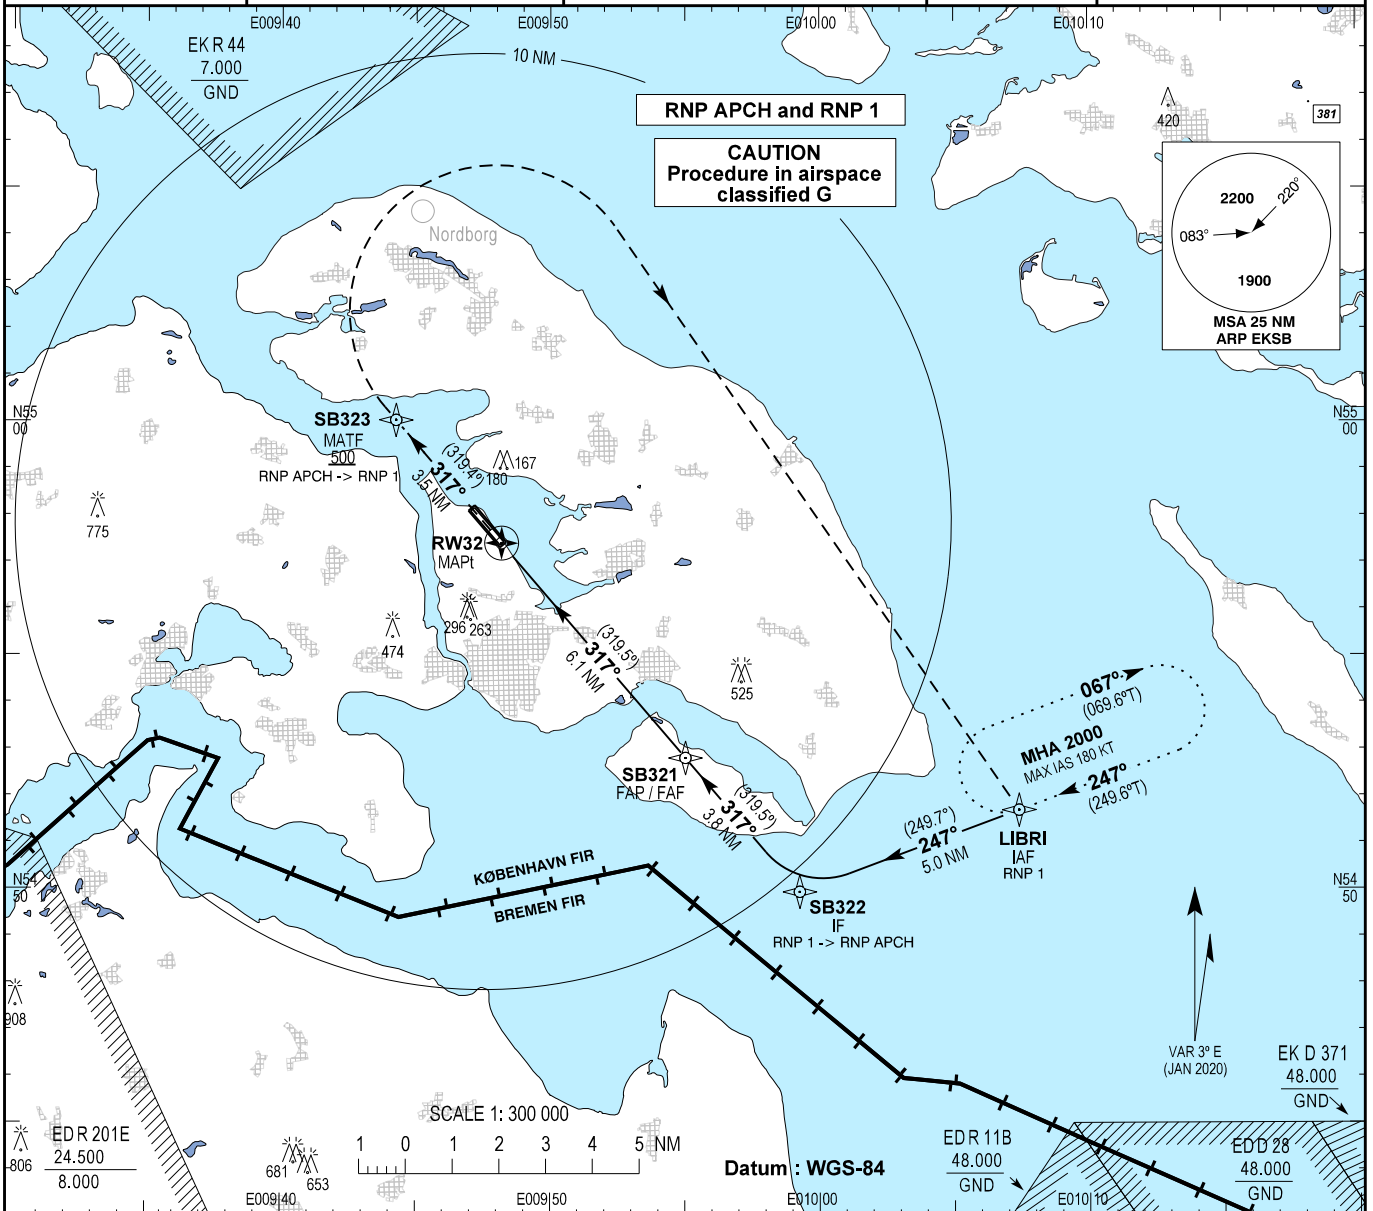 E009|40
E009|50
E010|00
E010|10
EK R 44
7.000
GND
10 NM
RNP APCH and RNP 1
CAUTION
Procedure in airspace
classified G
420
381
2200
220°
083°
1900
MSA 25 NM
ARP EKSB
Nordborg
N55
00
N55
00
SB323
MATF
500
RNP APCH -> RNP 1
(319.4°)
317°
3.5 NM
167
180
775
RW32
MAPt
296
263
474
(319.5°)
317°
6.1 NM
525
067°
(069.6°T)
MHA 2000
MAX IAS 180 KT
247°
(249.6°T)
SB321
FAP / FAF
(319.5°)
317°
3.8 NM
(249.7°)
247°
5.0 NM
LIBRI
IAF
RNP 1
KØBENHAVN FIR
BREMEN FIR
N54
50
N54
50
SB322
IF
RNP 1 -> RNP APCH
908
VAR 3° E
(JAN 2020)
EK D 371
48.000
GND
SCALE 1: 300 000
1 0 1 2 3 4 5 NM
ED R 201E
24.500
8.000
806
681
653
Datum : WGS-84
ED R 11B
48.000
GND
ED D 28
48.000
GND
E009|40
E009|50
E010|00
E010|10